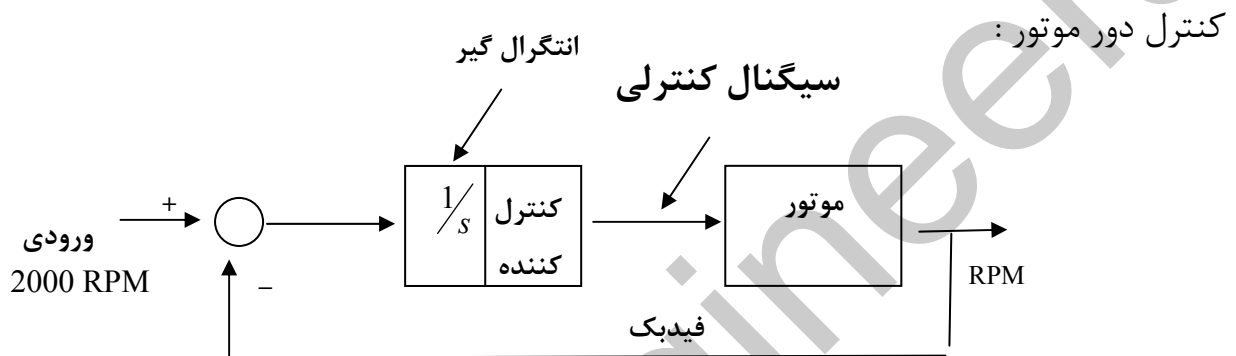 کنترل دور موتور :
انتگرال گیر
سیگنال کنترلی
+
1/s
کنترل
کننده
موتور
ورودی
2000 RPM
−
RPM
فیدبک